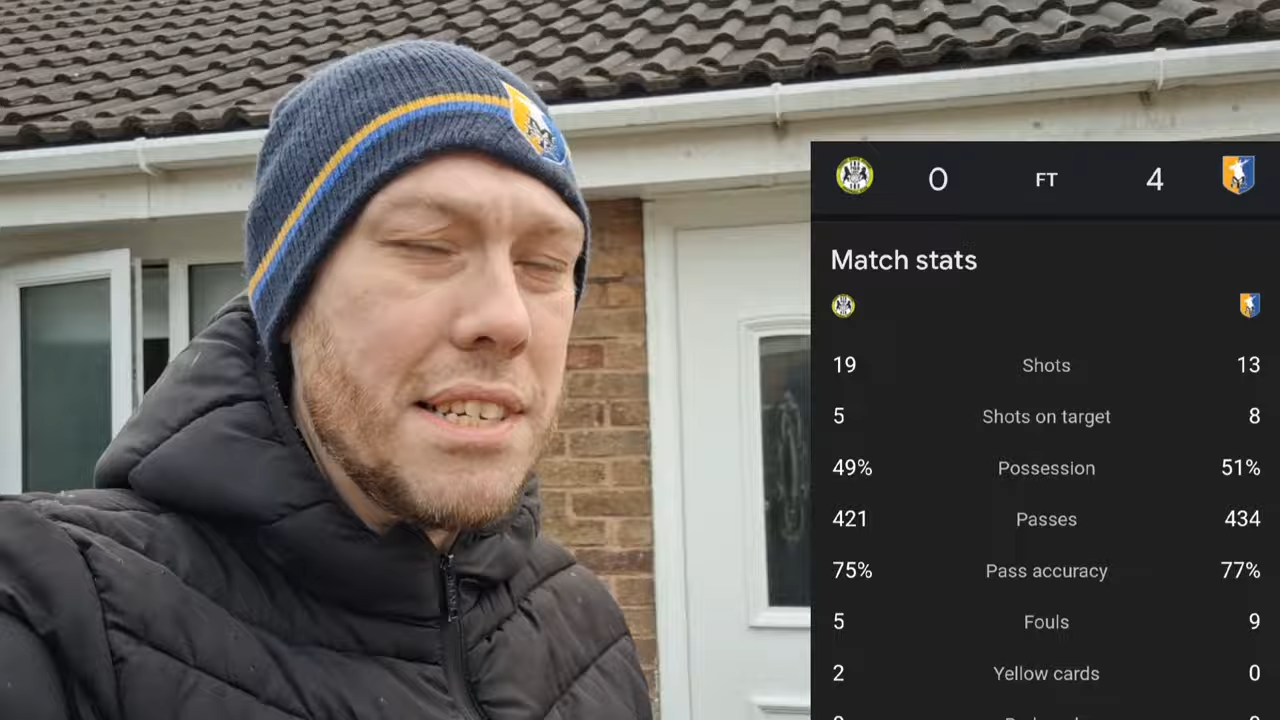 0 FT 4
Match stats
19 Shots 13
5 Shots on target 8
49% Possession 51%
421 Passes 434
75% Pass accuracy 77%
5 Fouls 9
2 Yellow cards 0